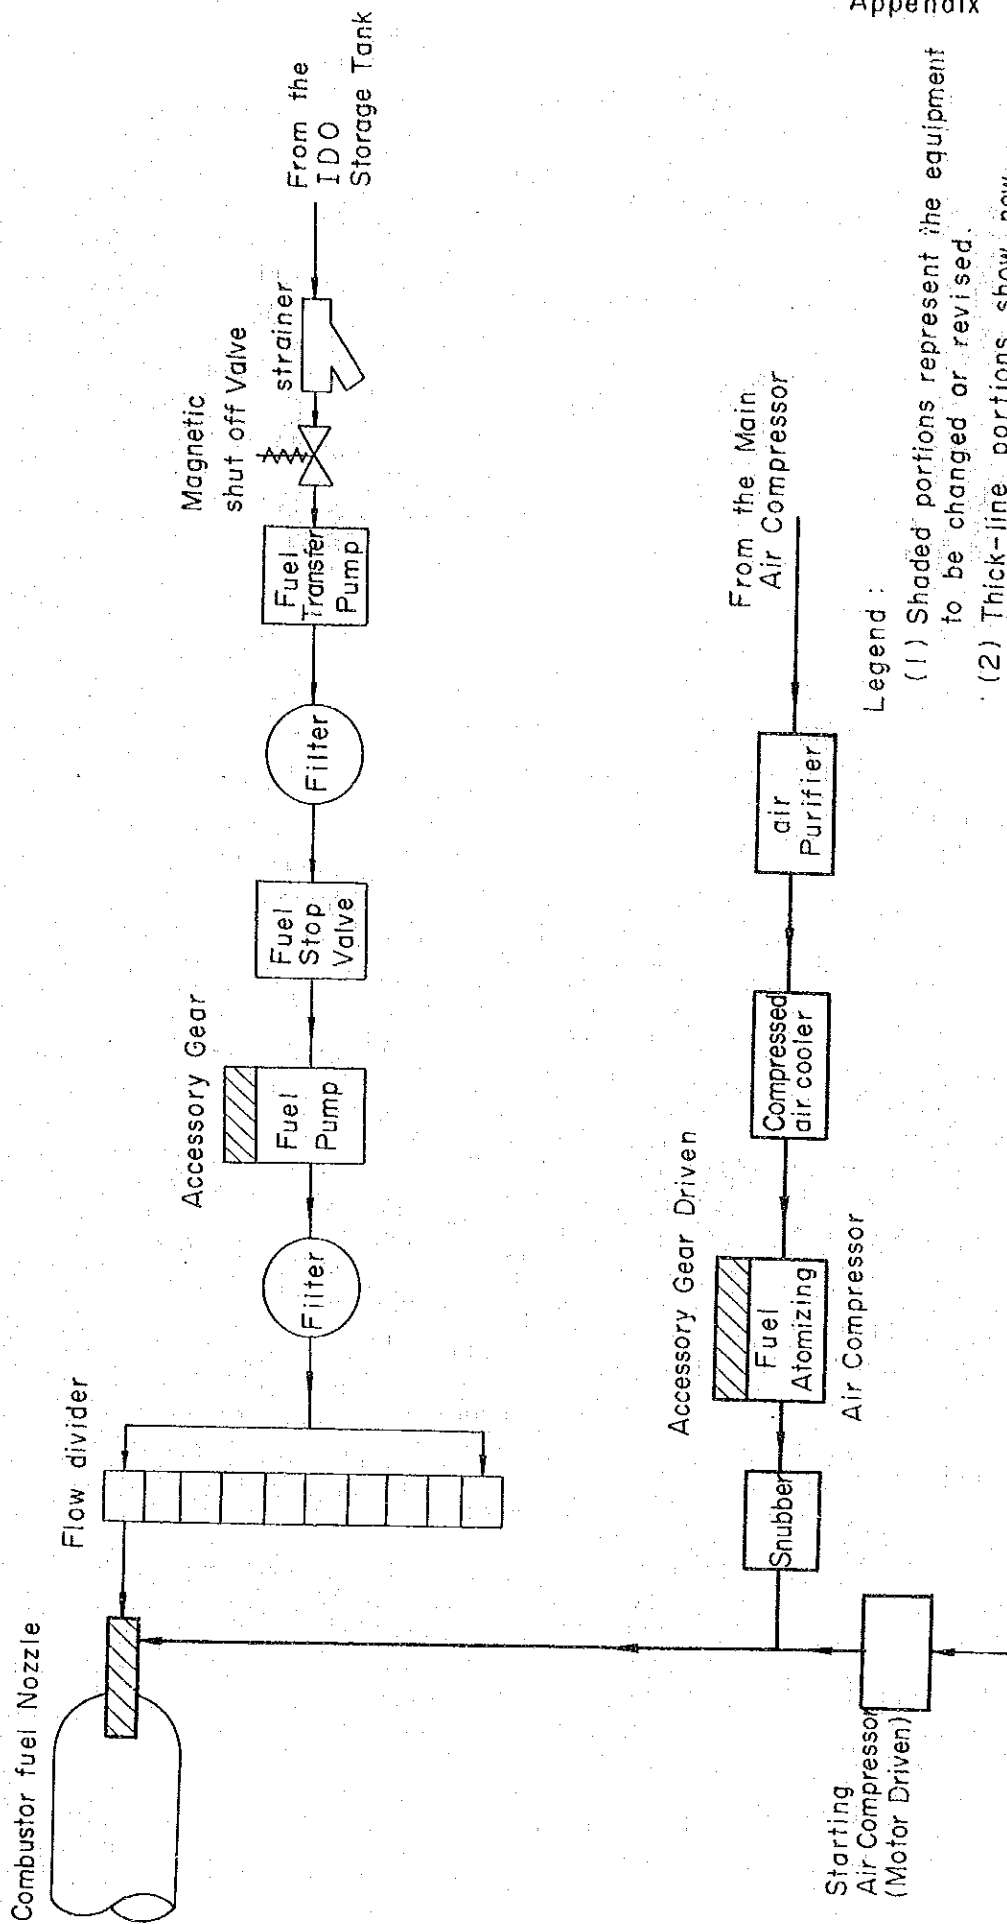 Appendix
Combustor fuel Nozzle
Flow divider
Filter
Accessory Gear
Fuel
Pump
Fuel
Stop
Valve
Filter
Fuel
Transfer
Pump
Magnetic
shut off Valve
strainer
From the
IDO
Storage Tank
Starting
Air Compressor
(Motor Driven)
Snubber
Accessory Gear Driven
Fuel
Atomizing
Air Compressor
Compressed
air cooler
air
Purifier
From the Main
Air Compressor
Legend :
(1) Shaded portions represent the equipment
to be changed or revised.
(2) Thick-line portions show new